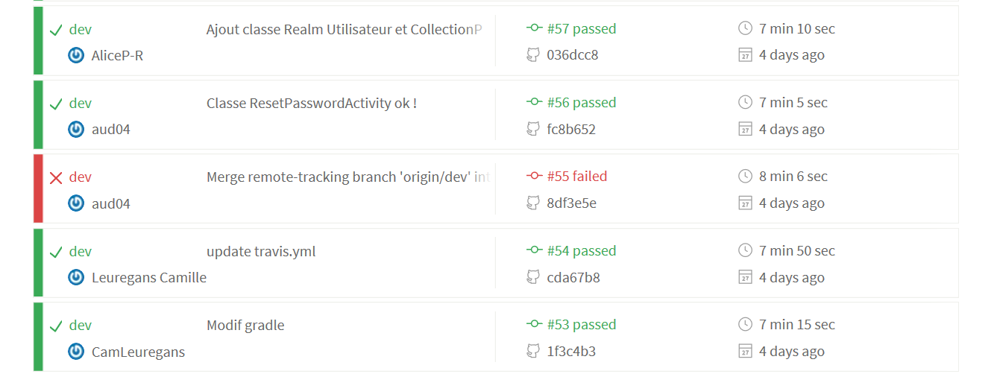 dev Ajout classe Realm Utilisateur et CollectionP #57 passed 7 min 10 sec
AliceP-R 036dcc8 4 days ago
dev Classe ResetPasswordActivity ok ! #56 passed 7 min 5 sec
aud04 fc8b652 4 days ago
dev Merge remote-tracking branch 'origin/dev' int #55 failed 8 min 6 sec
aud04 8df3e5e 4 days ago
dev update travis.yml #54 passed 7 min 50 sec
Leuregans Camille cda67b8 4 days ago
dev Modif gradle #53 passed 7 min 15 sec
CamLeuregans 1f3c4b3 4 days ago